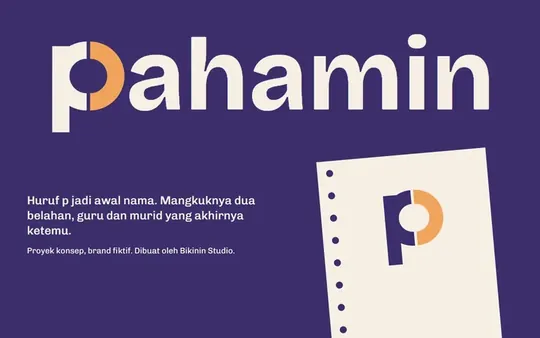 pahamin
Huruf p jadi awal nama. Mangkuknya dua
belahan, guru dan murid yang akhirnya
ketemu.
Proyek konsep, brand fiktif. Dibuat oleh Bikinin Studio.
p